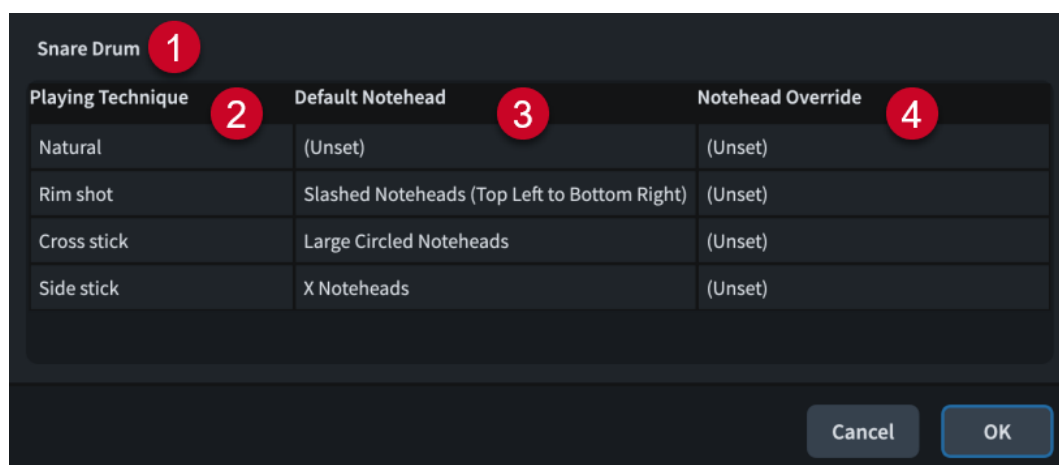 Snare Drum 1
Playing Technique 2 Default Notehead 3 Notehead Override 4
Natural (Unset) (Unset)
Rim shot Slashed Noteheads (Top Left to Bottom Right) (Unset)
Cross stick Large Circled Noteheads (Unset)
Side stick X Noteheads (Unset)
Cancel OK